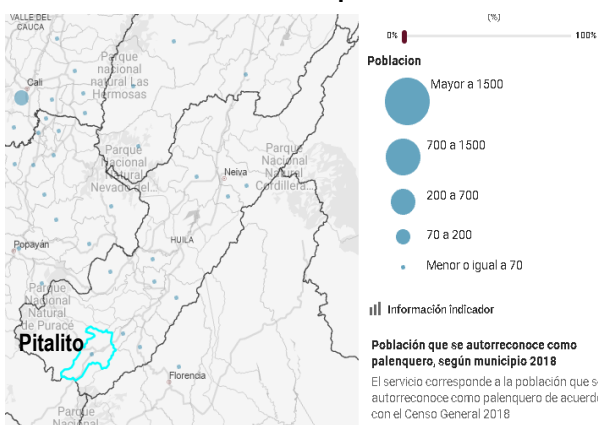 VALLE DEL
CAUCA
Parque
nacional
natural Las
Hermosas
Cali
Parque
Nacional
Natural
Nevado del...
Neiva
Parque
Nacional
Natural
Cordillera...
HUILA
Popayán
Parque
Nacional
Natural
de Puracé
Pitalito
Florencia
Parque
Nacional
(%)
0%
100%
Poblacion
Mayor a 1500
700 a 1500
200 a 700
70 a 200
Menor o igual a 70
Información indicador
Población que se autorreconoce como
palenquero, según municipio 2018
El servicio corresponde a la población que s
autorreconoce como palenquero de acuerd
con el Censo General 2018